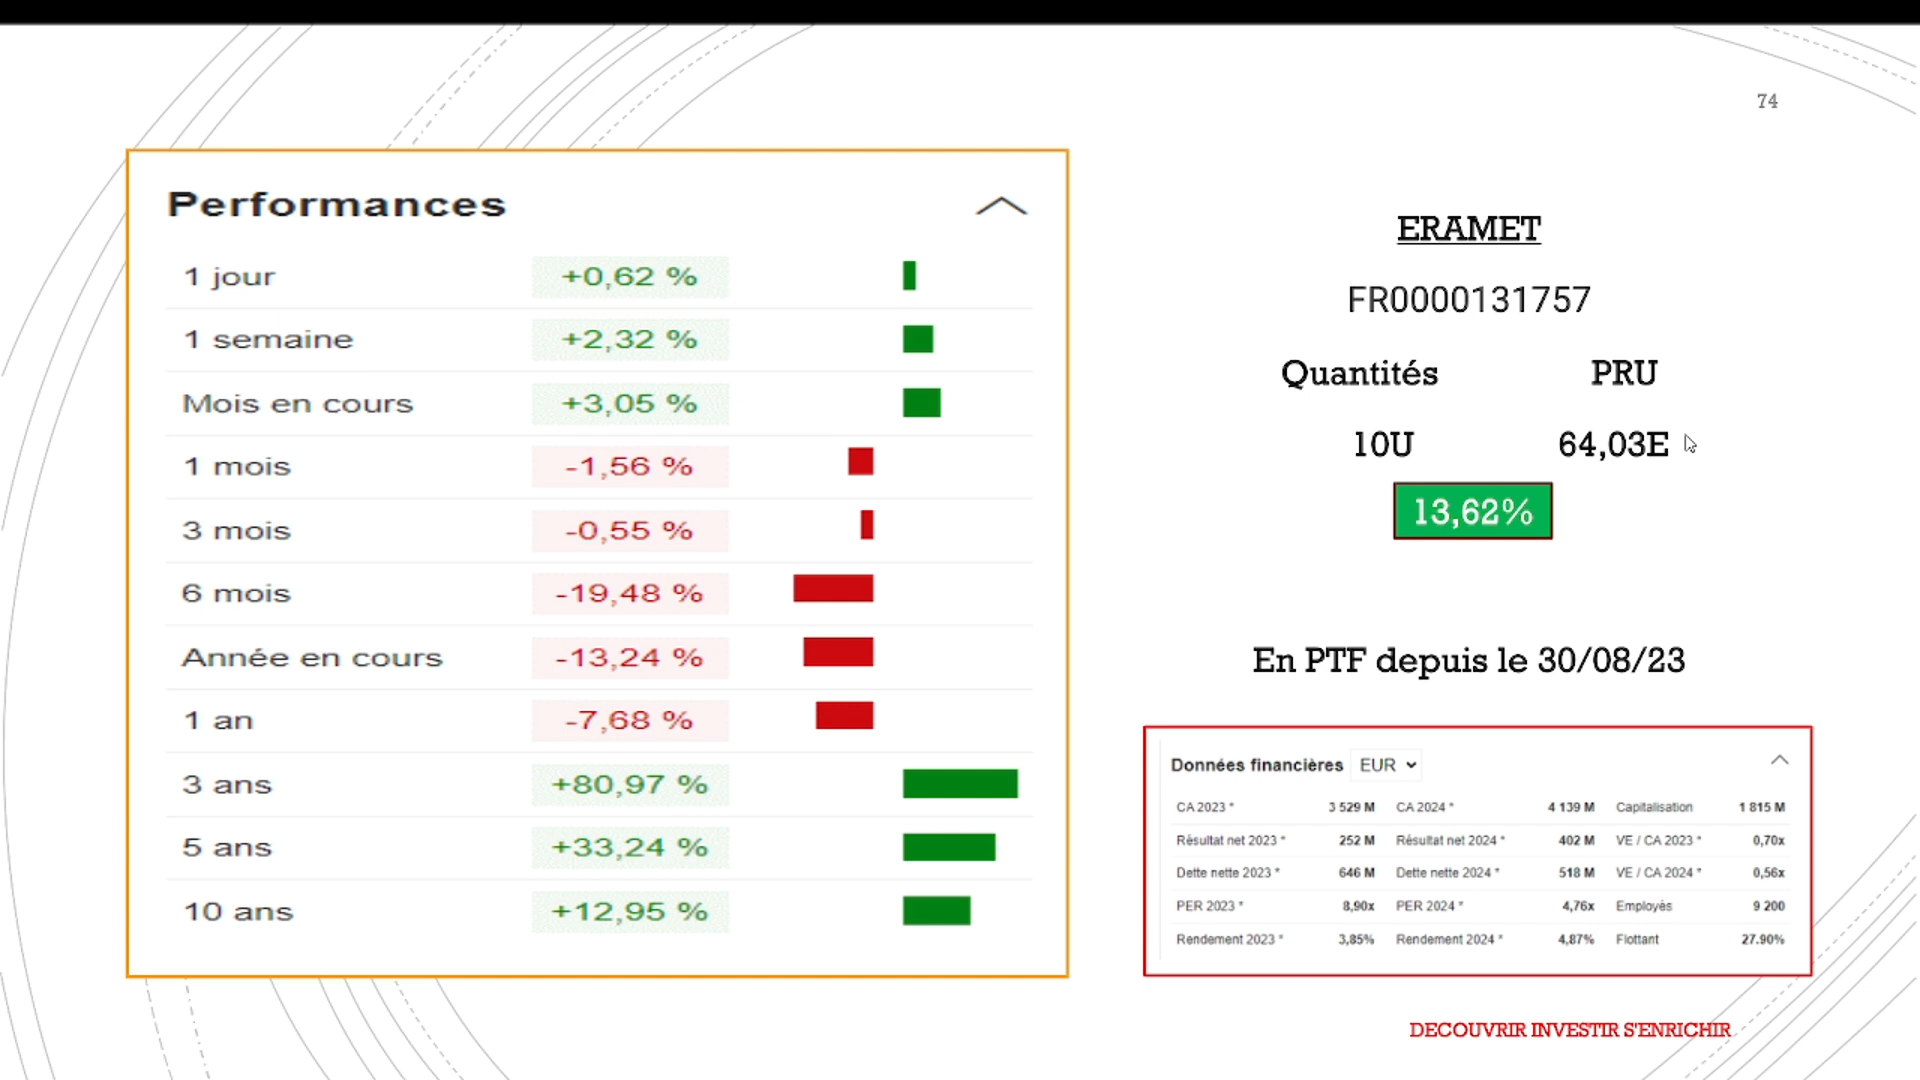 74
Performances
1 jour +0,62 %
1 semaine +2,32 %
Mois en cours +3,05 %
1 mois -1,56 %
3 mois -0,55 %
6 mois -19,48 %
Année en cours -13,24 %
1 an -7,68 %
3 ans +80,97 %
5 ans +33,24 %
10 ans +12,95 %
ERAMET
FR0000131757
Quantités PRU
10U 64,03E
13,62%
En PTF depuis le 30/08/23
Données financières EUR
CA 2023 * 3 529 M CA 2024 * 4 139 M Capitalisation 1 815 M
Résultat net 2023 * 252 M Résultat net 2024 * 402 M VE / CA 2023 * 0,70x
Dette nette 2023 * 646 M Dette nette 2024 * 518 M VE / CA 2024 * 0,56x
PER 2023 * 8,90x PER 2024 * 4,76x Employés 9 200
Rendement 2023 * 3,85% Rendement 2024 * 4,87% Flottant 27.90%
DECOUVRIR INVESTIR S'ENRICHIR